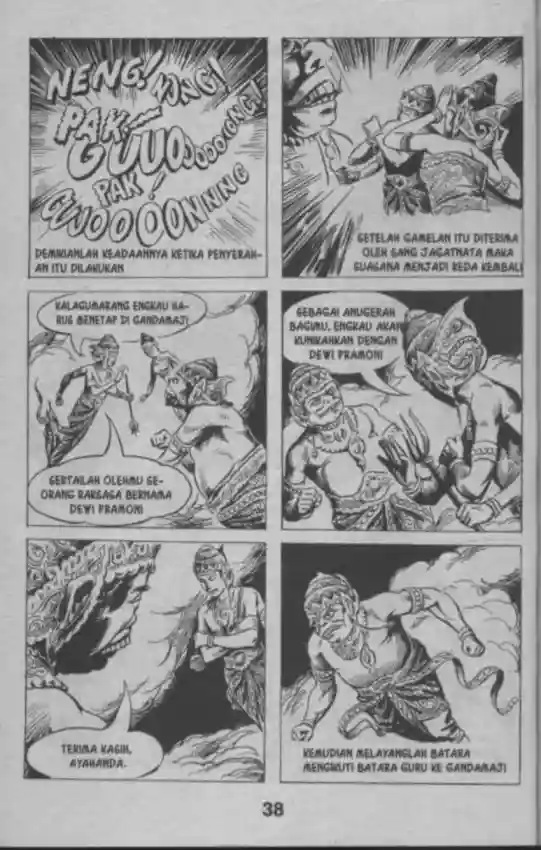 NENG! NONG!
PAK
GUUUOOOOOOONG!
PAK!
GUUOOOOONNNNG
DEMIKIANLAH KEADAANNYA KETIKA PENYERAH-
AN ITU DILAKUKAN
SETELAH GAMELAN ITU DITERIMA
OLEH SANG JAGATNATA MAKA
SUASANA MENJADI REDA KEMBALI
KALAGUMARANG ENGKAU HA-
RUS MENETAP DI GANDAMAJI
SERTAILAH OLEHMU SE-
ORANG RAKSASA BERNAMA
DEWI PRAMONI
SEBAGAI ANUGERAH
BAGIMU, ENGKAU AKAN
KUNIKAHKAN DENGAN
DEWI PRAMONI
TERIMA KASIH,
AYAHANDA.
KEMUDIAN MELAYANGLAH BATARA
MENGIKUTI BATARA GURU KE GANDAMAJI
38